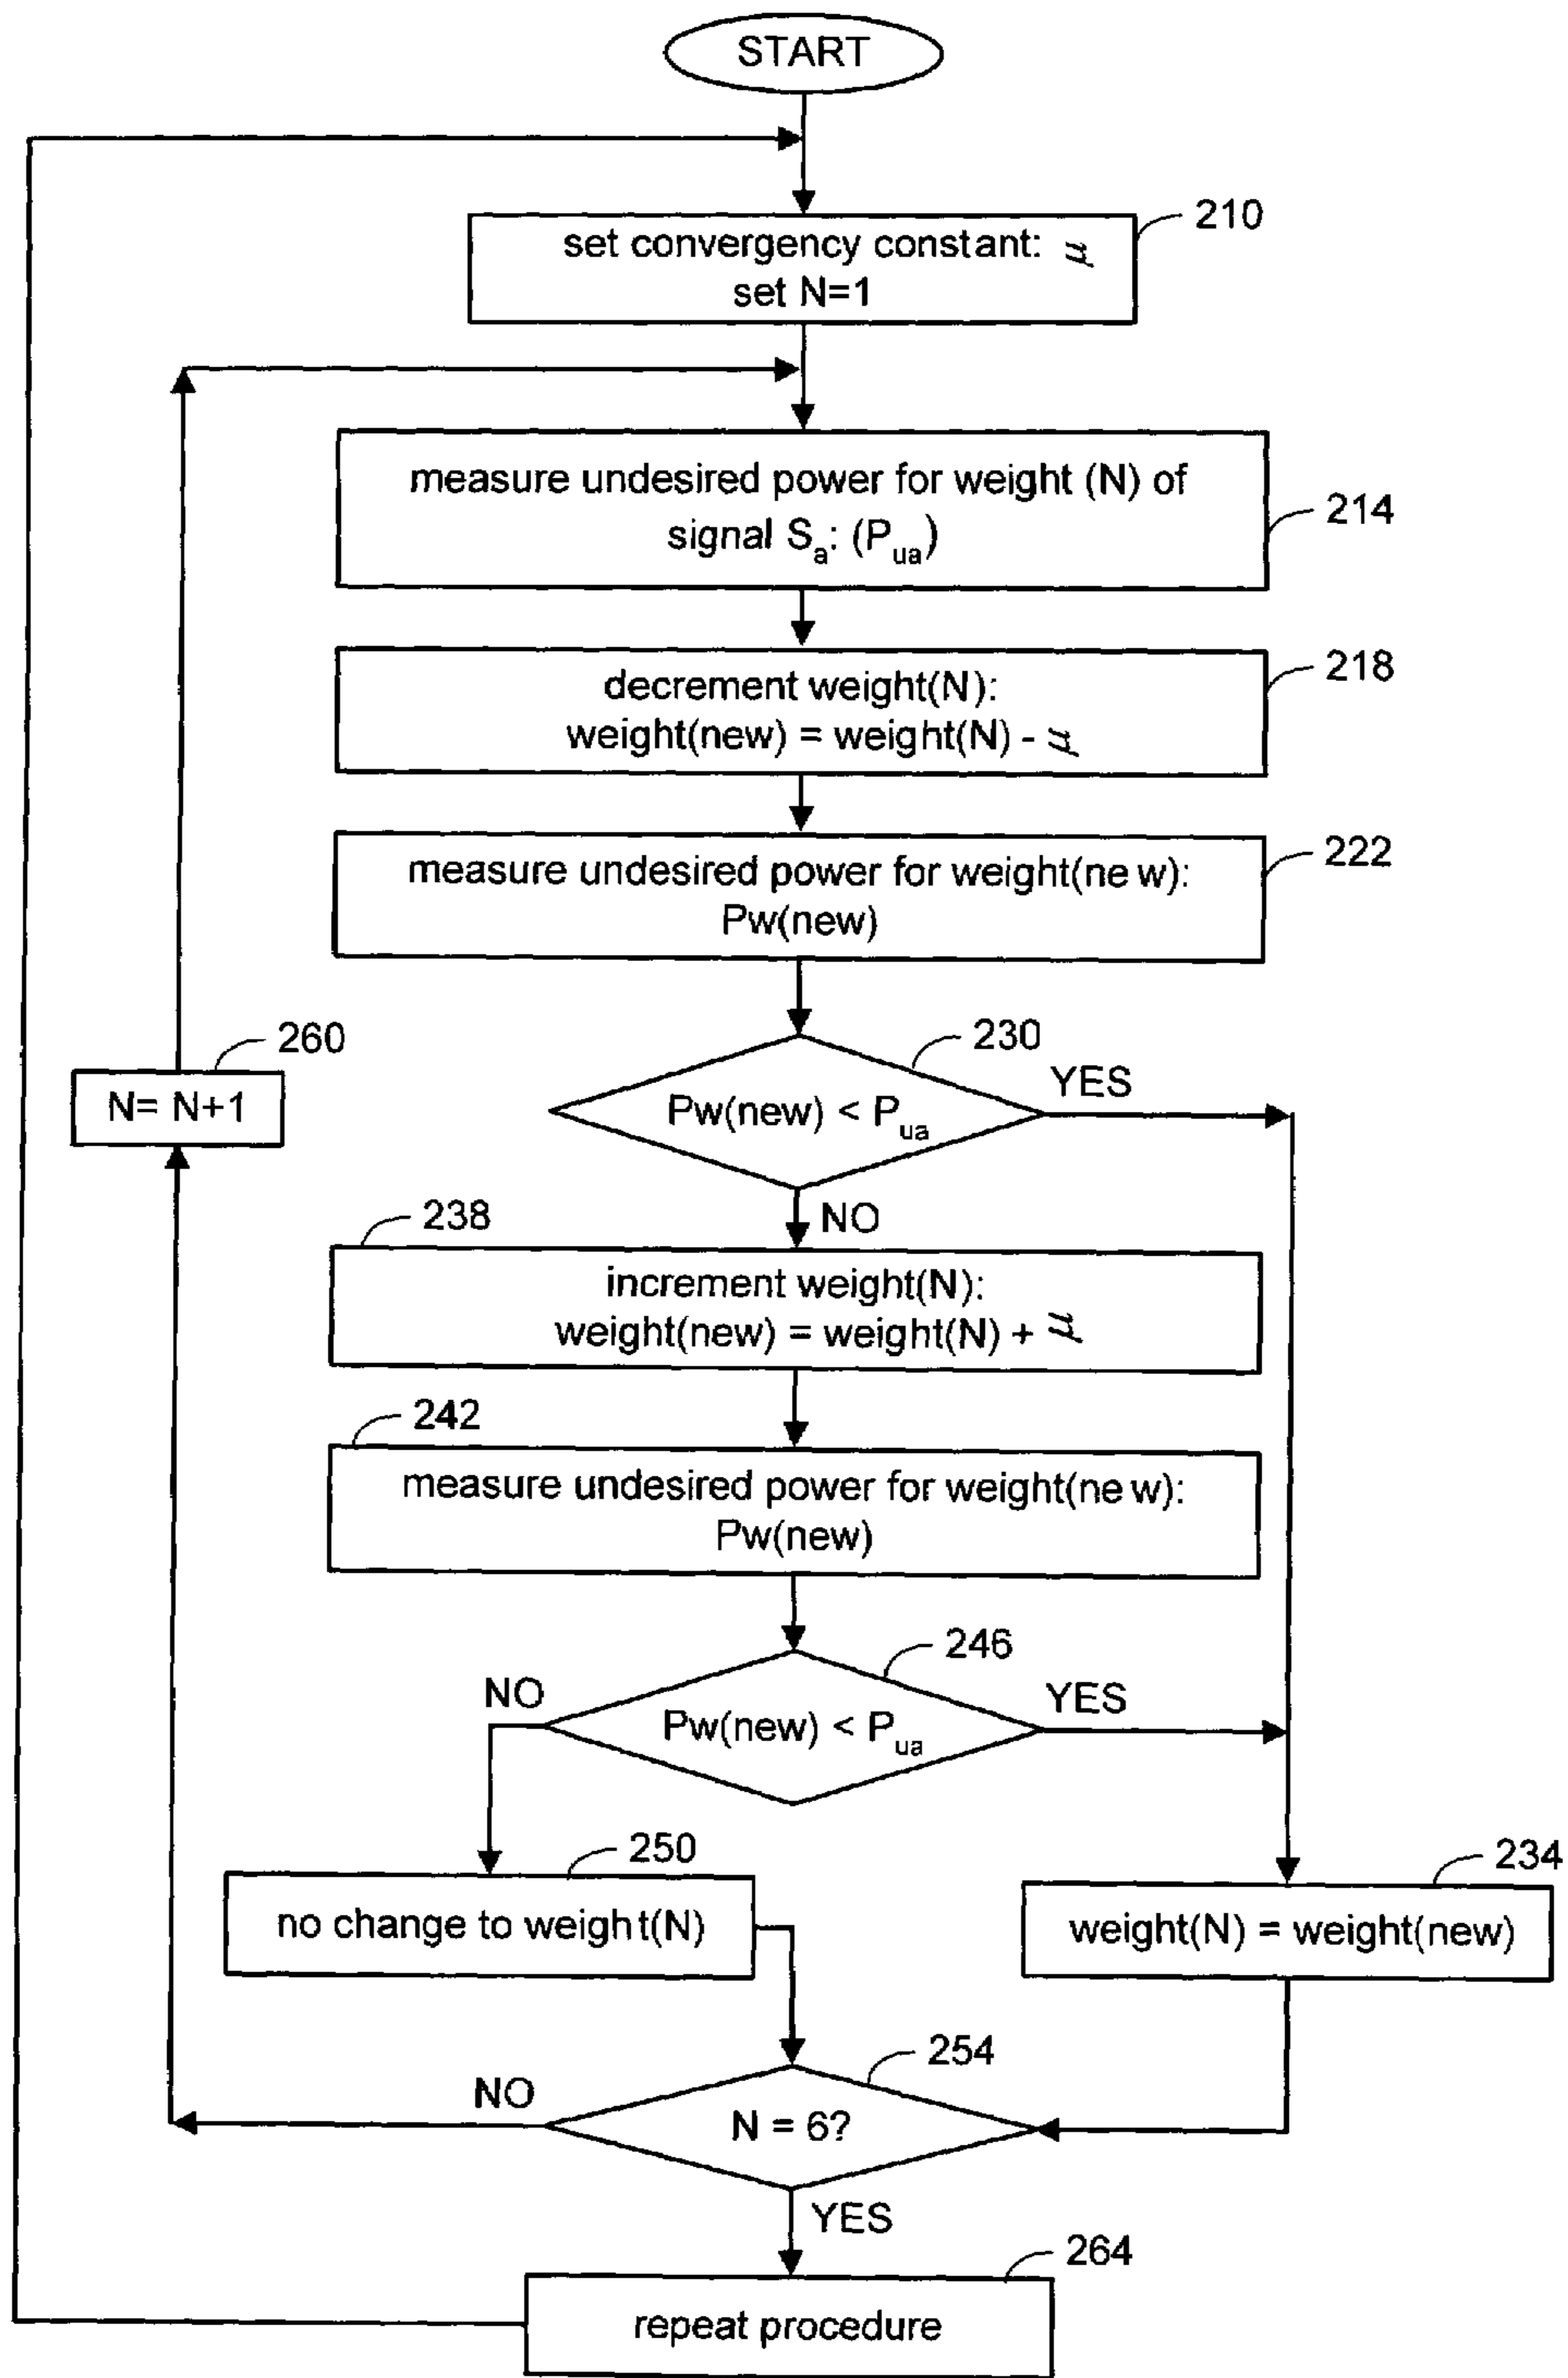 START
210
set convergency constant: μ
set N=1
measure undesired power for weight (N) of
signal Sₐ: (P_ua)
214
decrement weight(N):
weight(new) = weight(N) - μ
218
measure undesired power for weight(new):
Pw(new)
222
260
N= N+1
230
Pw(new) < P_ua
YES
NO
238
increment weight(N):
weight(new) = weight(N) + μ
242
measure undesired power for weight(new):
Pw(new)
246
NO
Pw(new) < P_ua
YES
250
no change to weight(N)
234
weight(N) = weight(new)
254
NO
N = 6?
YES
264
repeat procedure